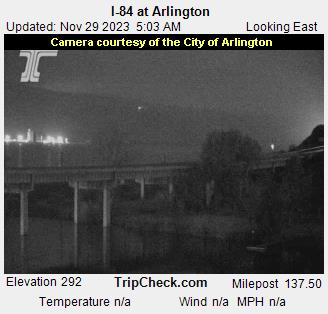 I-84 at Arlington
Updated: Nov 29 2023 5:03 AM Looking East
Camera courtesy of the City of Arlington
Elevation 292 TripCheck.com Milepost 137.50
Temperature n/a Wind n/a MPH n/a